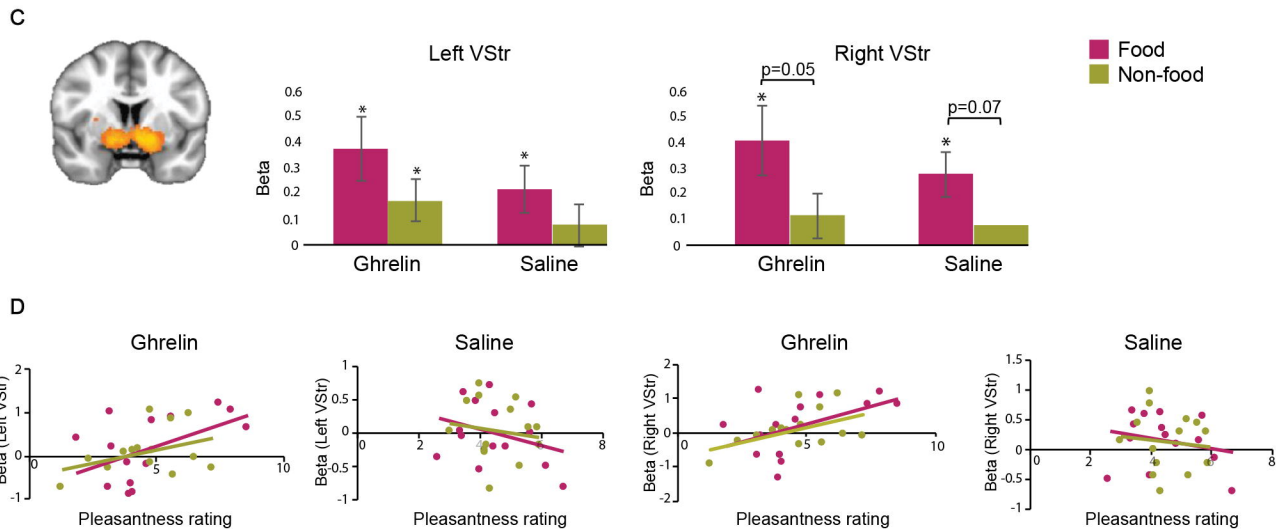 C
Left VStr
Right VStr
Food
Non-food
p=0.05
p=0.07
*
*
*
*
*
Beta
0.6
0.5
0.4
0.3
0.2
0.1
0
Ghrelin
Saline
Beta
0.6
0.5
0.4
0.3
0.2
0.1
0
Ghrelin
Saline
D
Ghrelin
Beta (Left VStr)
2
1
0
-1
5
10
Pleasantness rating
Saline
Beta (Left VStr)
1
0.5
0
-0.5
-1
0
2
4
6
8
Pleasantness rating
Ghrelin
Beta (Right VStr)
2
1
0
-1
-2
5
10
Pleasantness rating
Saline
Beta (Right VStr)
1.5
1
0.5
0
-0.5
-1
0
2
4
6
8
Pleasantness rating